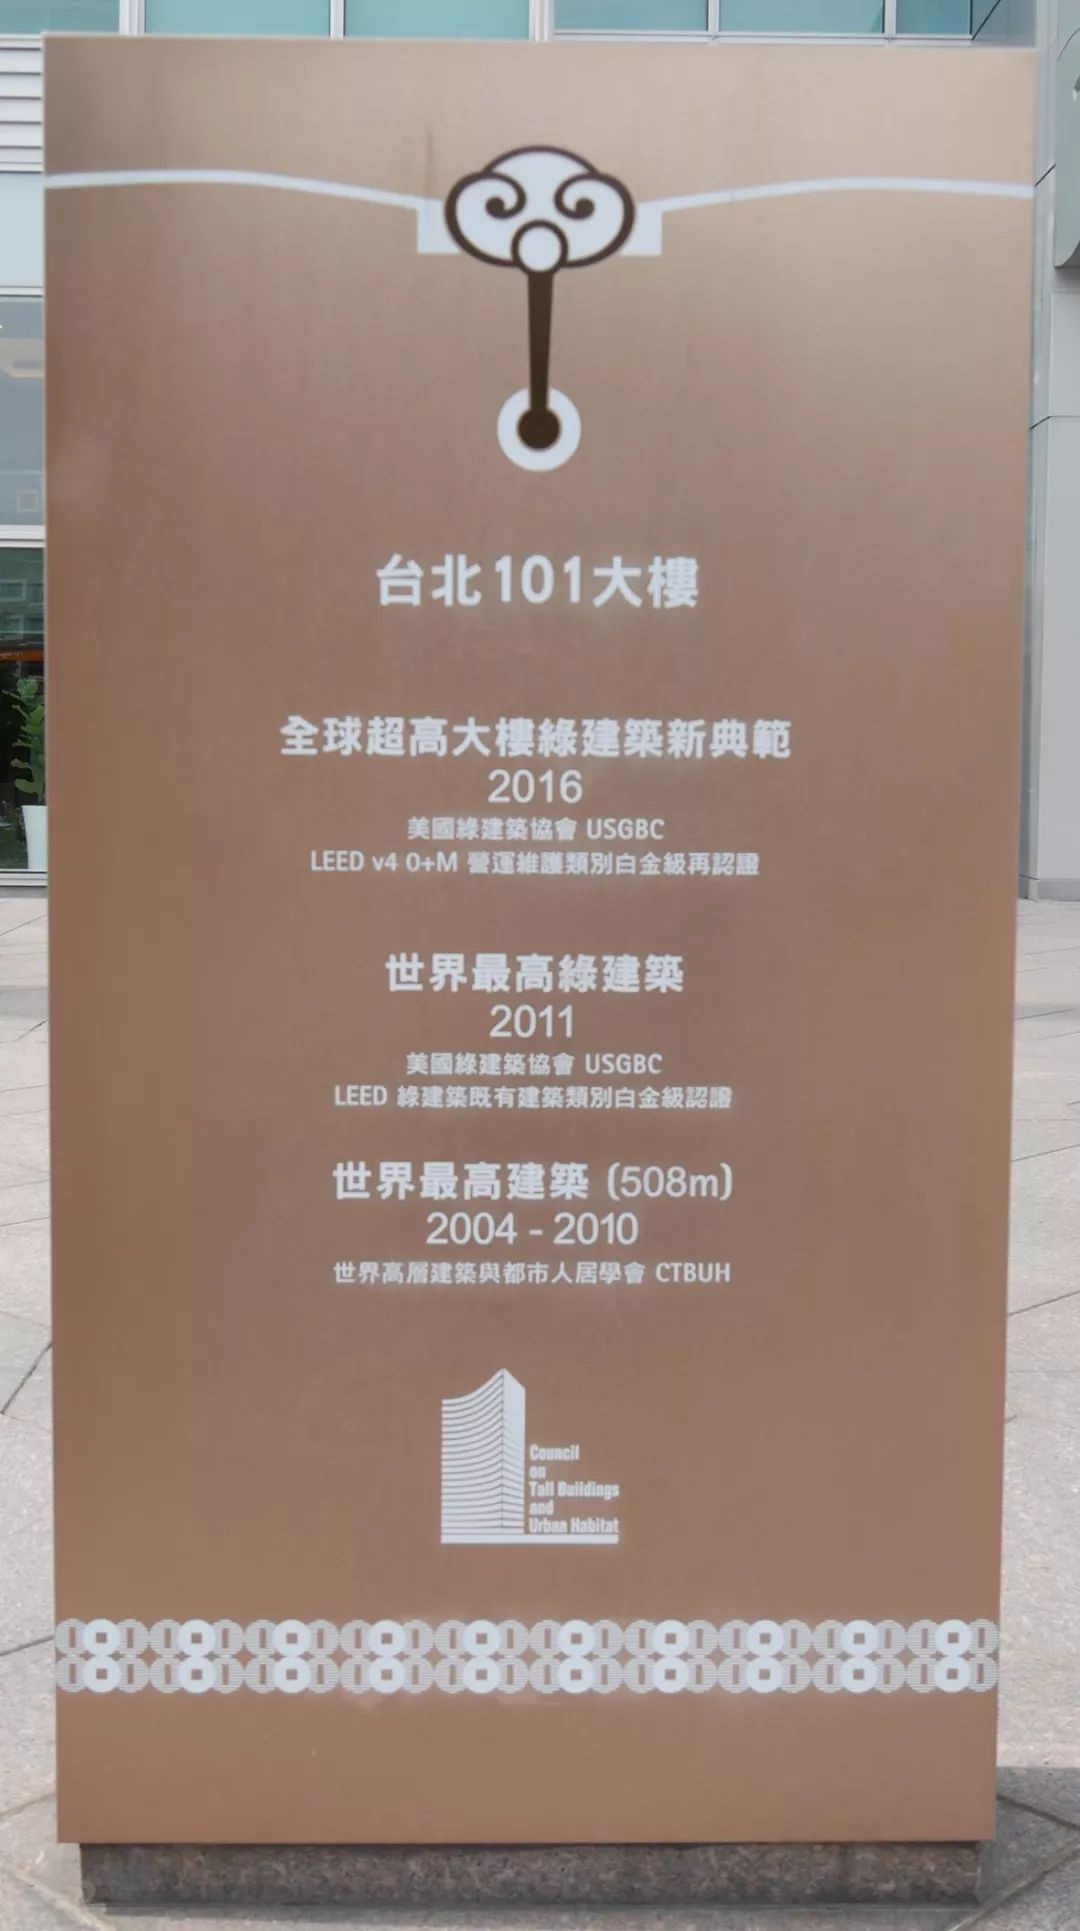 台北101大樓
全球超高大樓綠建築新典範
2016
美國綠建築協會 USGBC
LEED v4 O+M 營運維護類別白金級再認證
世界最高綠建築
2011
美國綠建築協會 USGBC
LEED 綠建築既有建築類別白金級認證
世界最高建築 (508m)
2004 - 2010
世界高層建築與都市人居學會 CTBUH
Council
on
Tall Buildings
and
Urban Habitat